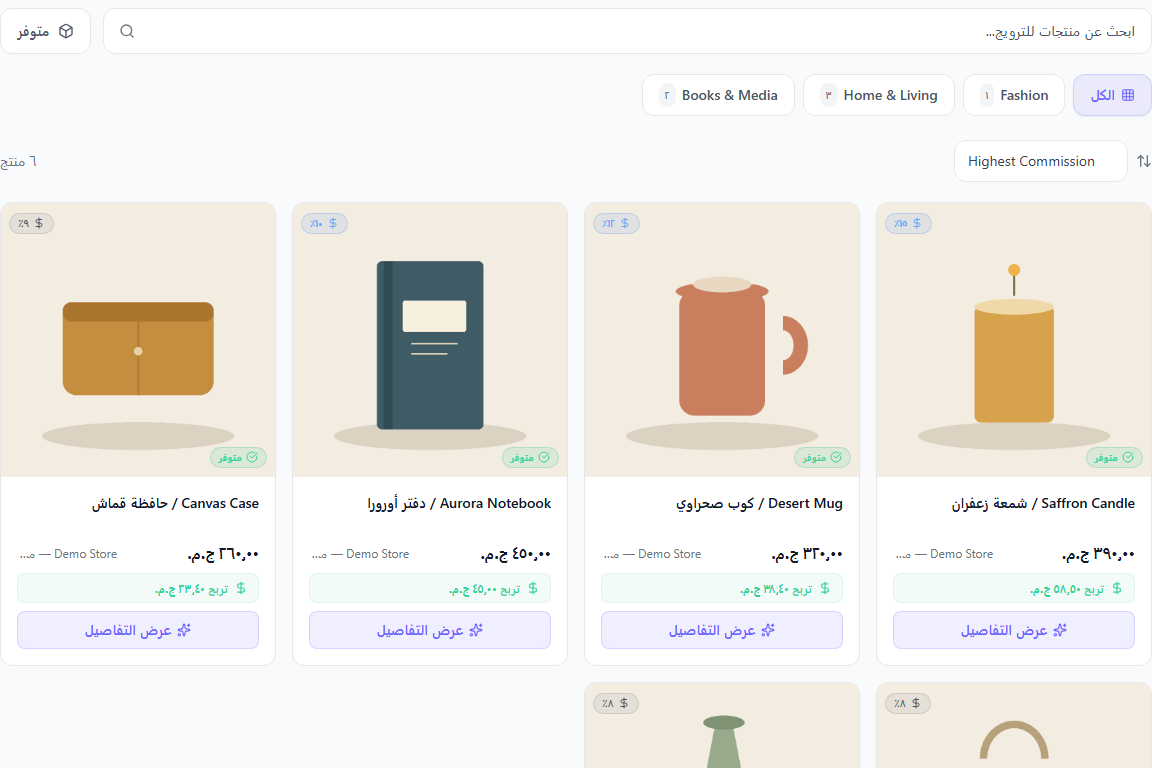 ابحث عن منتجات للترويج...
متوفر
الكل
Fashion ١
Home & Living ٣
Books & Media ٢
Highest Commission
٦ منتج
٪١٥
متوفر
Saffron Candle / شمعة زعفران
٣٩٠٫٠٠ ج.م.
Demo Store — مـ...
تربح ٥٨٫٥٠ ج.م.
عرض التفاصيل
٪١٢
متوفر
Desert Mug / كوب صحراوي
٣٢٠٫٠٠ ج.م.
Demo Store — مـ...
تربح ٣٨٫٤٠ ج.م.
عرض التفاصيل
٪١٠
متوفر
Aurora Notebook / دفتر أورورا
٤٥٠٫٠٠ ج.م.
Demo Store — مـ...
تربح ٤٥٫٠٠ ج.م.
عرض التفاصيل
٪٩
متوفر
Canvas Case / حافظة قماش
٢٦٠٫٠٠ ج.م.
Demo Store — مـ...
تربح ٢٣٫٤٠ ج.م.
عرض التفاصيل
٪٨
٪٨